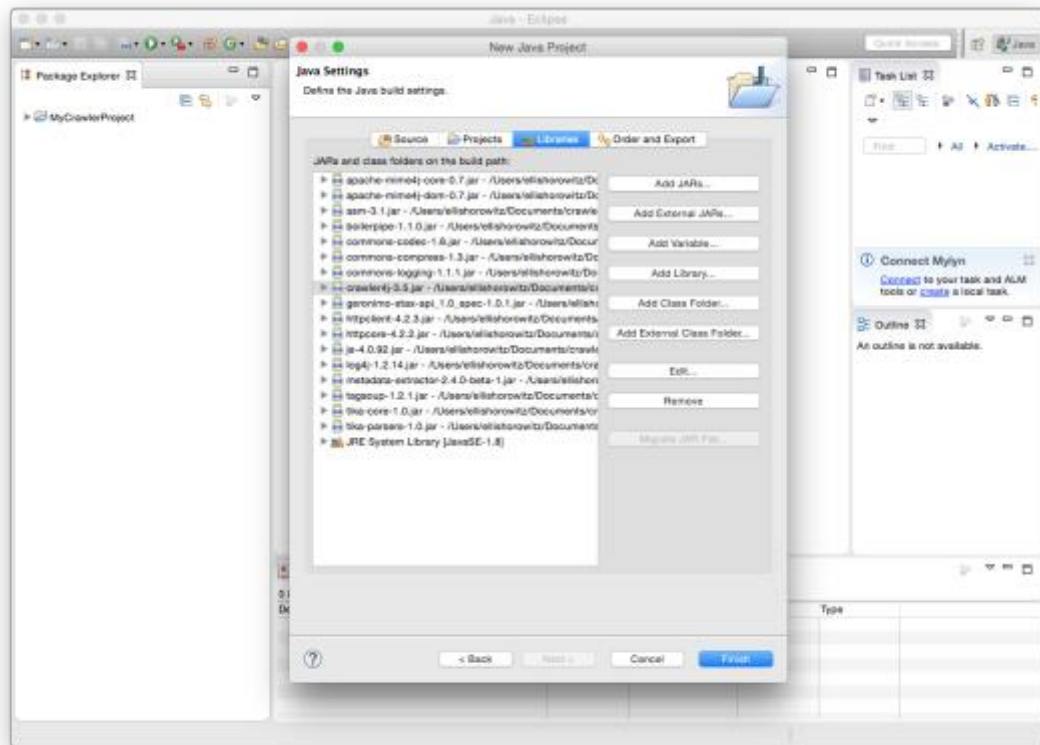 Java - Eclipse
Quick Access
Java
Package Explorer
MyCrawlerProject
New Java Project
Java Settings
Define the Java build settings.
Source
Projects
Libraries
Order and Export
JARs and class folders on the build path:
apache-mime4j-core-0.7.jar - /Users/ellishorowitz/Do
apache-mime4j-dom-0.7.jar - /Users/ellishorowitz/Do
asm-3.1.jar - /Users/ellishorowitz/Documents/crawle
boilerpipe-1.1.0.jar - /Users/ellishorowitz/Documents
commons-codec-1.6.jar - /Users/ellishorowitz/Docum
commons-compress-1.3.jar - /Users/ellishorowitz/Do
commons-logging-1.1.1.jar - /Users/ellishorowitz/Do
crawler4j-3.5.jar - /Users/ellishorowitz/Documents/cr
geronimo-stax-api_1.0_spec-1.0.1.jar - /Users/ellisho
httpclient-4.2.3.jar - /Users/ellishorowitz/Documents/
httpcore-4.2.2.jar - /Users/ellishorowitz/Documents/
je-4.0.92.jar - /Users/ellishorowitz/Documents/crawle
log4j-1.2.14.jar - /Users/ellishorowitz/Documents/cra
metadata-extractor-2.4.0-beta-1.jar - /Users/ellishoro
tagsoup-1.2.1.jar - /Users/ellishorowitz/Documents/c
tika-core-1.0.jar - /Users/ellishorowitz/Documents/cr
tika-parsers-1.0.jar - /Users/ellishorowitz/Documents
JRE System Library [JavaSE-1.8]
Add JARs...
Add External JARs...
Add Variable...
Add Library...
Add Class Folder...
Add External Class Folder...
Edit...
Remove
Migrate JAR File...
< Back
Next >
Cancel
Finish
Task List
Find
All
Activate...
Connect Mylyn
Connect to your task and ALM
tools or create a local task.
Outline
An outline is not available.
Type